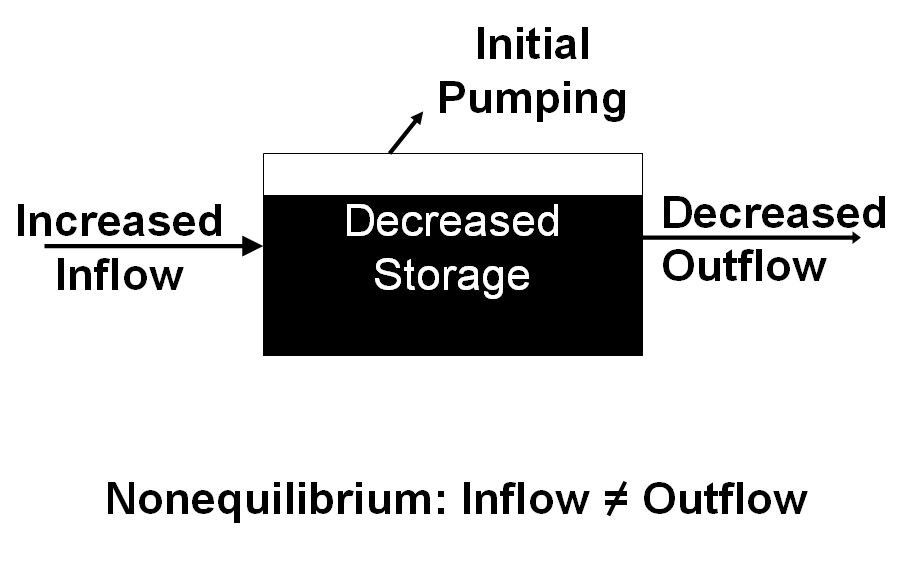 Initial
Pumping
Increased
Inflow
Decreased
Storage
Decreased
Outflow
Nonequilibrium: Inflow ≠ Outflow